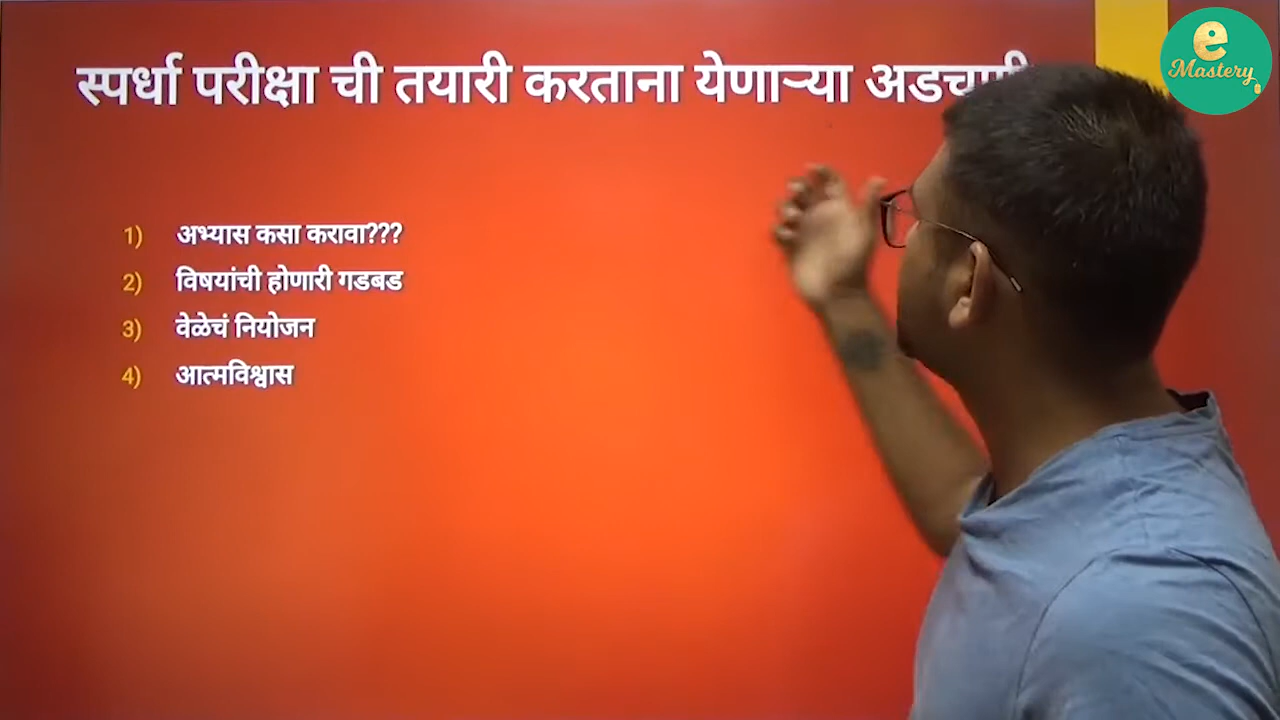 स्पर्धा परीक्षा ची तयारी करताना येणाऱ्या
1) अभ्यास कसा करावा???
2) विषयांची होणारी गडबड
3) वेळेचं नियोजन
4) आत्मविश्वास
e
Mastery